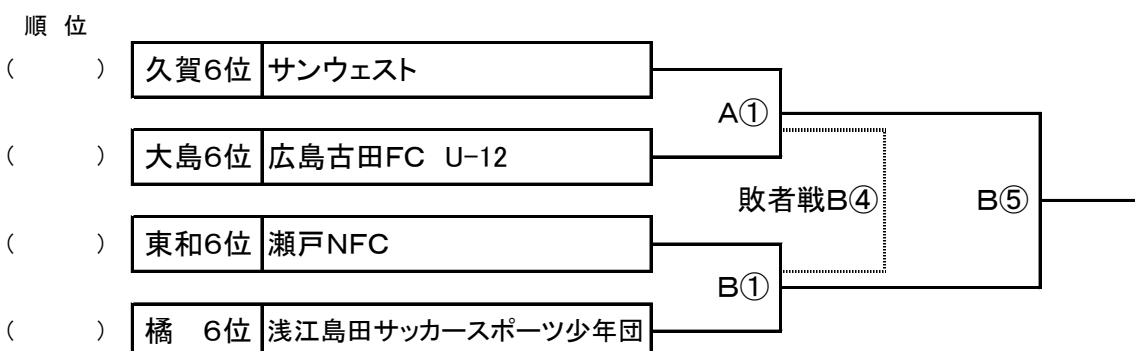 順 位
(　　) 久賀６位 サンウェスト
A①
(　　) 大島６位 広島古田FC U-12
敗者戦B④ B⑤
(　　) 東和６位 瀬戸NFC
B①
(　　) 橘　６位 浅江島田サッカースポーツ少年団